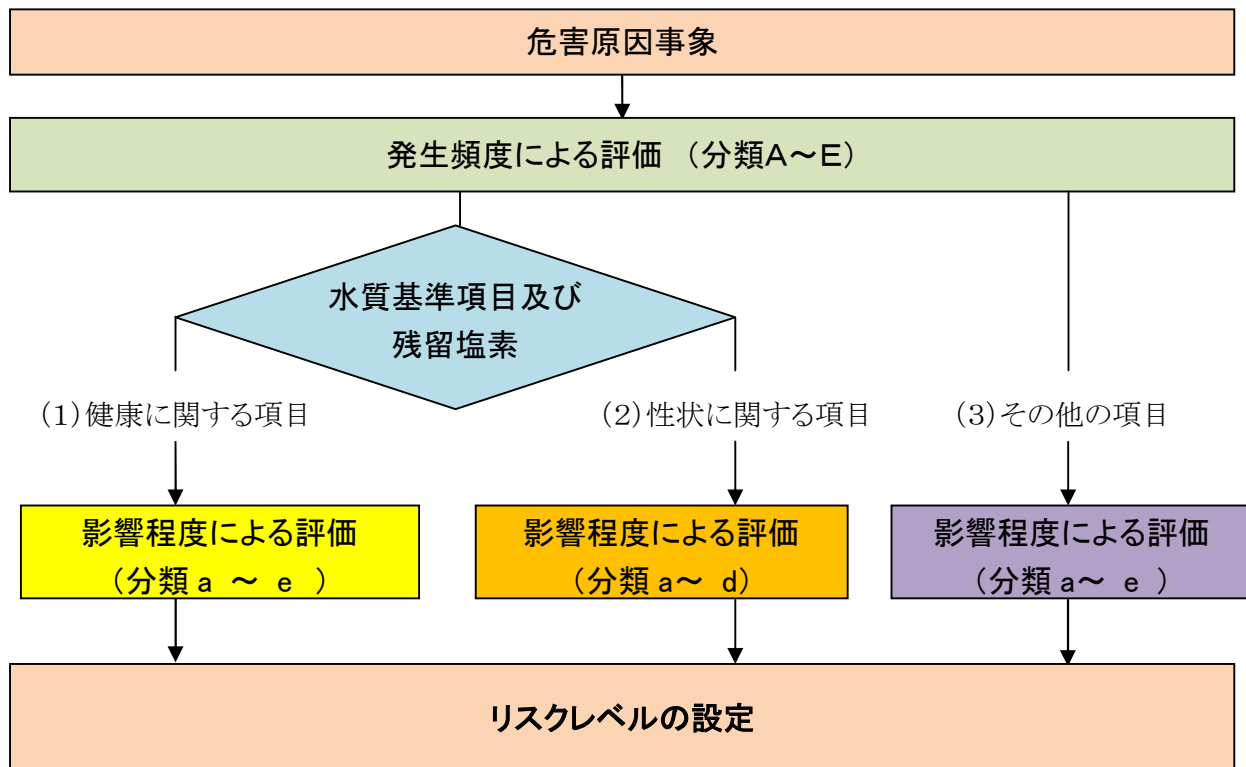 危害原因事象
発生頻度による評価 （分類A～E）
水質基準項目及び
残留塩素
(1)健康に関する項目
(2)性状に関する項目
(3)その他の項目
影響程度による評価
（分類 a ～ e ）
影響程度による評価
（分類 a～ d)
影響程度による評価
（分類 a～ e ）
リスクレベルの設定